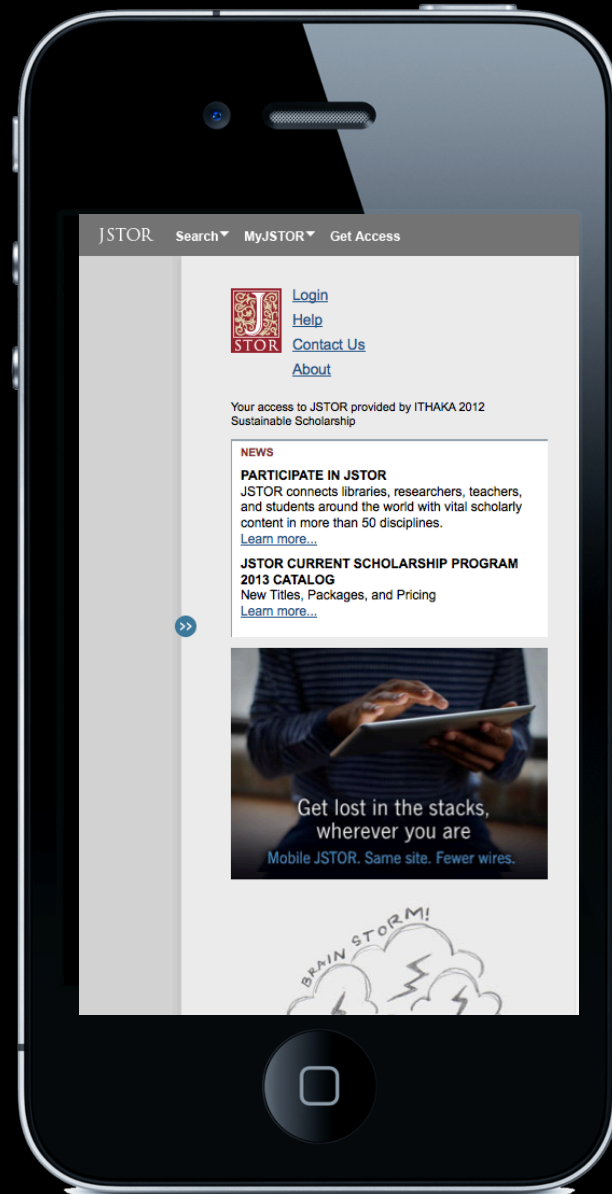 JSTOR Search MyJSTOR Get Access
J
STOR
Login
Help
Contact Us
About
Your access to JSTOR provided by ITHAKA 2012
Sustainable Scholarship
NEWS
PARTICIPATE IN JSTOR
JSTOR connects libraries, researchers, teachers,
and students around the world with vital scholarly
content in more than 50 disciplines.
Learn more...
JSTOR CURRENT SCHOLARSHIP PROGRAM
2013 CATALOG
New Titles, Packages, and Pricing
Learn more...
>>
Get lost in the stacks,
wherever you are
Mobile JSTOR. Same site. Fewer wires.
BRAIN STORM!